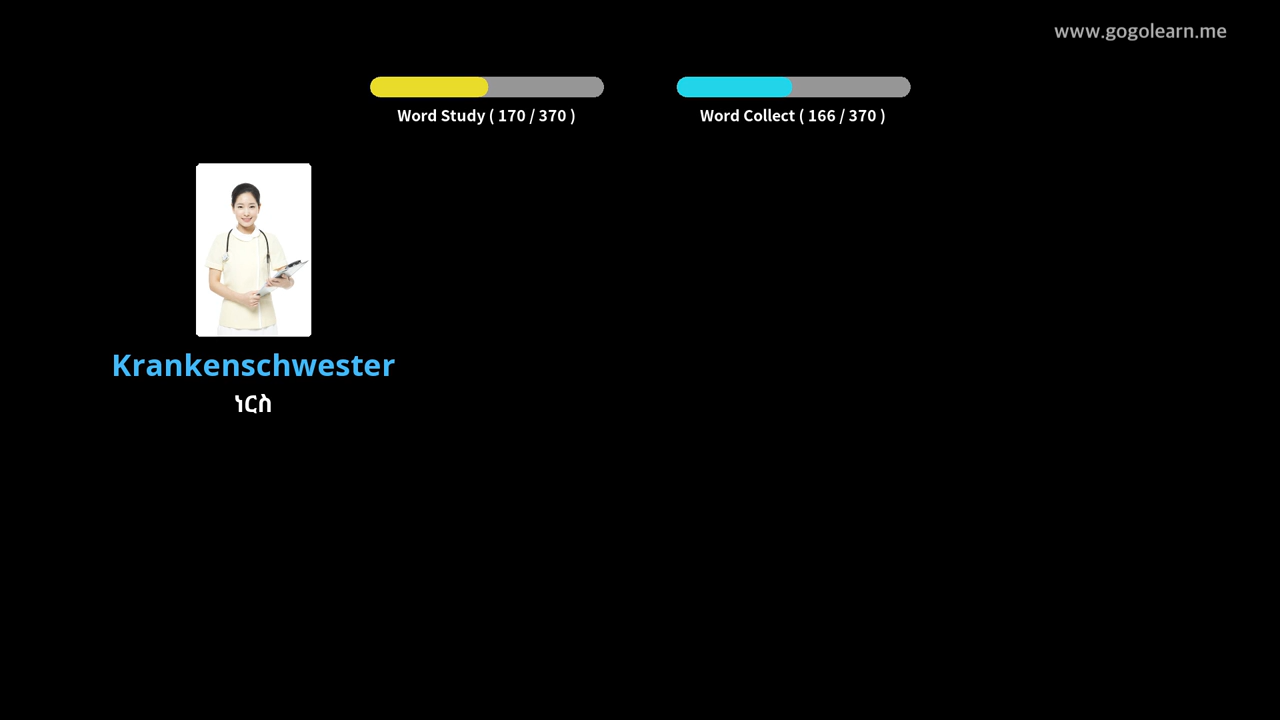 www.gogolearn.me
Word Study ( 170 / 370 )
Word Collect ( 166 / 370 )
Krankenschwester
ነርስ